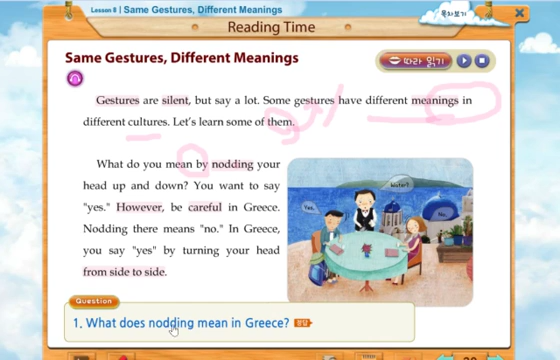 Lesson 8 | Same Gestures, Different Meanings
Reading Time
목차보기
Same Gestures, Different Meanings
따라 읽기
Gestures are silent, but say a lot. Some gestures have different meanings in
different cultures. Let's learn some of them.
What do you mean by nodding your
head up and down? You want to say
"yes." However, be careful in Greece.
Nodding there means "no." In Greece,
you say "yes" by turning your head
from side to side.
Water?
Yes.
No.
Question
1. What does nodding mean in Greece?